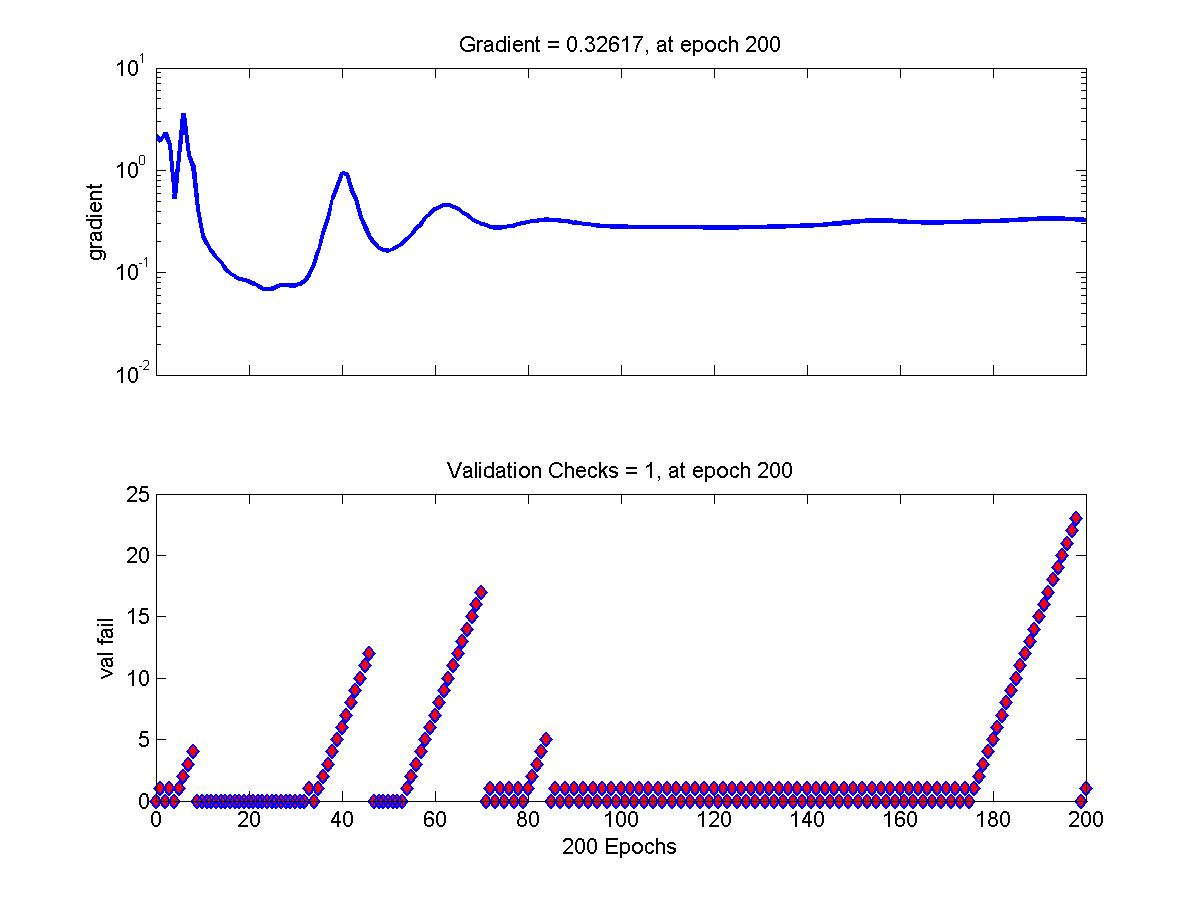 Gradient = 0.32617, at epoch 200
10^1
10^0
10^-1
10^-2
gradient
Validation Checks = 1, at epoch 200
25
20
15
10
5
0
val fail
0 20 40 60 80 100 120 140 160 180 200
200 Epochs